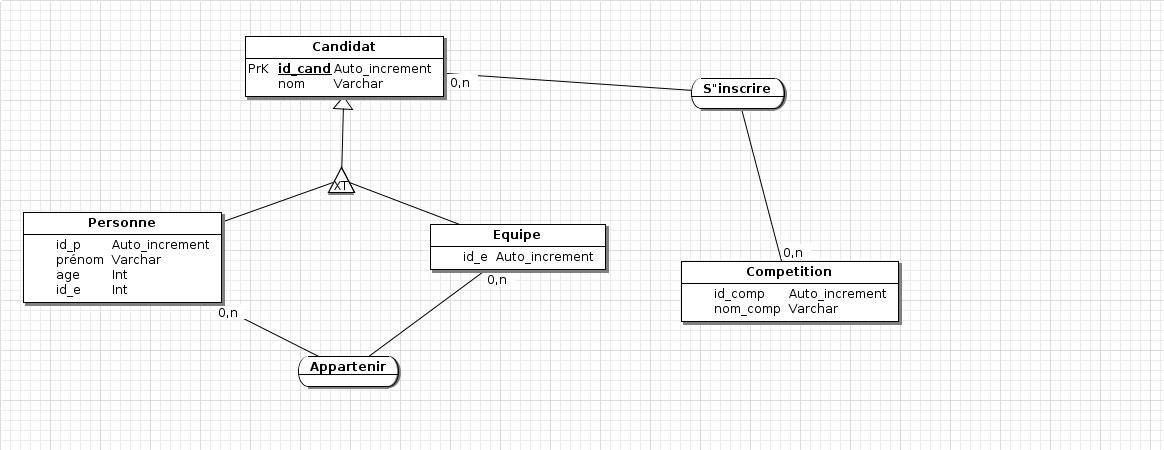 Candidat
PrK id_cand Auto_increment
nom Varchar
0,n
S"inscrire
XT
Personne
id_p Auto_increment
prénom Varchar
age Int
id_e Int
0,n
Equipe
id_e Auto_increment
0,n
0,n
Competition
id_comp Auto_increment
nom_comp Varchar
Appartenir